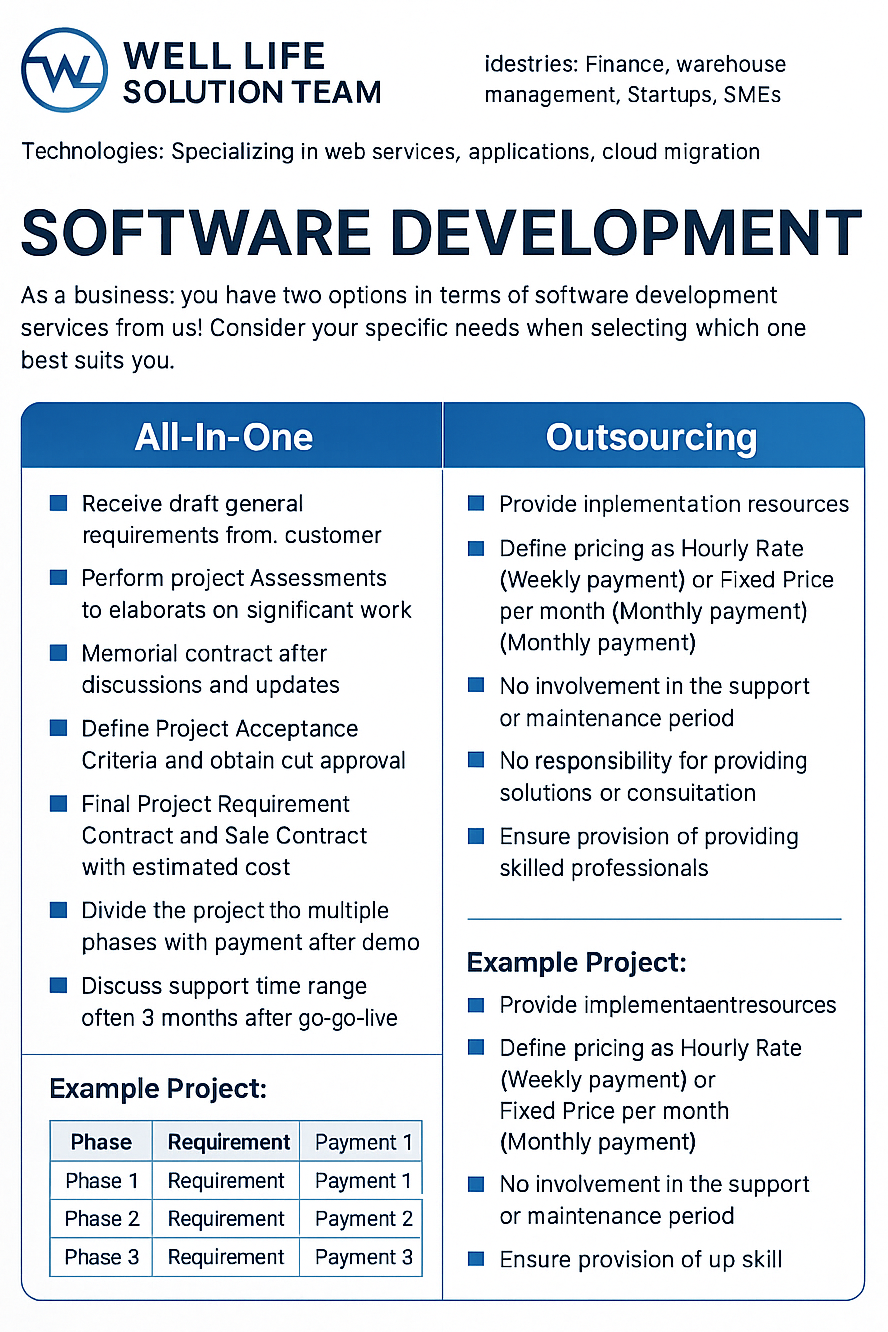 WELL LIFE
SOLUTION TEAM
idestries: Finance, warehouse
management, Startups, SMEs
Technologies: Specializing in web services, applications, cloud migration
SOFTWARE DEVELOPMENT
As a business: you have two options in terms of software development
services from us! Consider your specific needs when selecting which one
best suits you.
All-In-One
Receive draft general
requirements from. customer
Perform project Assessments
to elaborats on significant work
Memorial contract after
discussions and updates
Define Project Acceptance
Criteria and obtain cut approval
Final Project Requirement
Contract and Sale Contract
with estimated cost
Divide the project tho multiple
phases with payment after demo
Discuss support time range
often 3 months after go-go-live
Example Project:
Phase Requirement Payment 1
Phase 1 Requirement Payment 1
Phase 2 Requirement Payment 2
Phase 3 Requirement Payment 3
Outsourcing
Provide inplementation resources
Define pricing as Hourly Rate
(Weekly payment) or Fixed Price
per month (Monthly payment)
(Monthly payment)
No involvement in the support
or maintenance period
No responsibility for providing
solutions or consuitation
Ensure provision of providing
skilled professionals
Example Project:
Provide implementaentresources
Define pricing as Hourly Rate
(Weekly payment) or
Fixed Price per month
(Monthly payment)
No involvement in the support
or maintenance period
Ensure provision of up skill